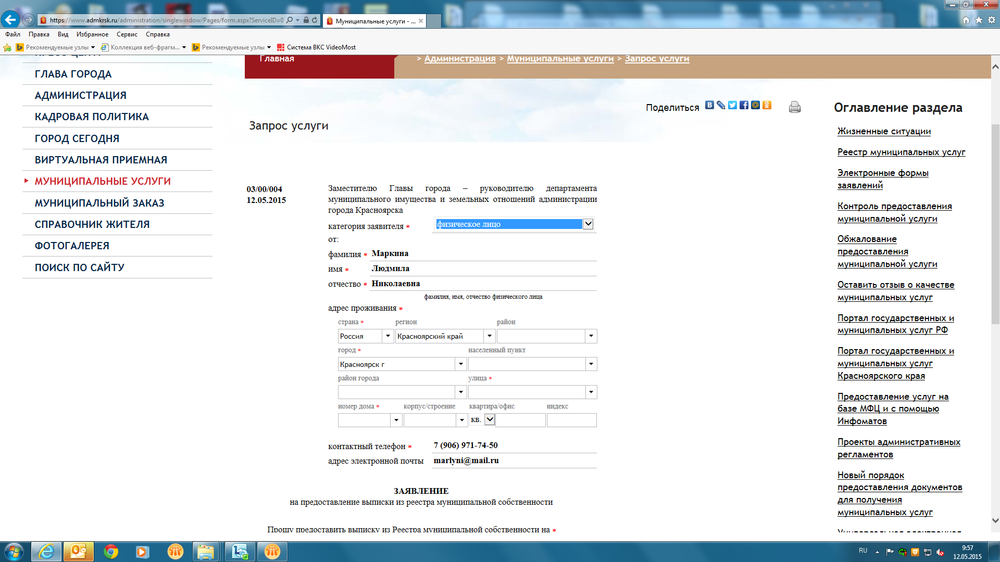 https://www.admkrsk.ru/administration/singlewindow/Pages/form.aspx?ServiceID=0
Муниципальные услуги - ...
Файл Правка Вид Избранное Сервис Справка
Рекомендуемые узлы Коллекция веб-фрагм... Рекомендуемые узлы Система ВКС VideoMost
ГЛАВА ГОРОДА
АДМИНИСТРАЦИЯ
КАДРОВАЯ ПОЛИТИКА
ГОРОД СЕГОДНЯ
ВИРТУАЛЬНАЯ ПРИЕМНАЯ
МУНИЦИПАЛЬНЫЕ УСЛУГИ
МУНИЦИПАЛЬНЫЙ ЗАКАЗ
СПРАВОЧНИК ЖИТЕЛЯ
ФОТОГАЛЕРЕЯ
ПОИСК ПО САЙТУ
Главная > Администрация > Муниципальные услуги > Запрос услуги
Поделиться
Запрос услуги
03/00/004
12.05.2015
Заместителю Главы города – руководителю департамента
муниципального имущества и земельных отношений администрации
города Красноярска
категория заявителя * физическое лицо
от:
фамилия * Маркина
имя * Людмила
отчество * Николаевна
фамилия, имя, отчество физического лица
адрес проживания *
страна * регион район
Россия Красноярский край
город * населенный пункт
Красноярск г
район города улица *
номер дома * корпус/строение квартира/офис индекс
кв.
контактный телефон * 7 (906) 971-74-50
адрес электронной почты marlyni@mail.ru
ЗАЯВЛЕНИЕ
на предоставление выписки из реестра муниципальной собственности
Прошу предоставить выписку из Реестра муниципальной собственности на *
Оглавление раздела
Жизненные ситуации
Реестр муниципальных услуг
Электронные формы
заявлений
Контроль предоставления
муниципальной услуги
Обжалование
предоставления
муниципальной услуги
Оставить отзыв о качестве
муниципальных услуг
Портал государственных и
муниципальных услуг РФ
Портал государственных и
муниципальных услуг
Красноярского края
Предоставление услуг на
базе МФЦ и с помощью
Инфоматов
Проекты административных
регламентов
Новый порядок
предоставления документов
для получения
муниципальных услуг
Универсальная электронная
RU
9:57
12.05.2015